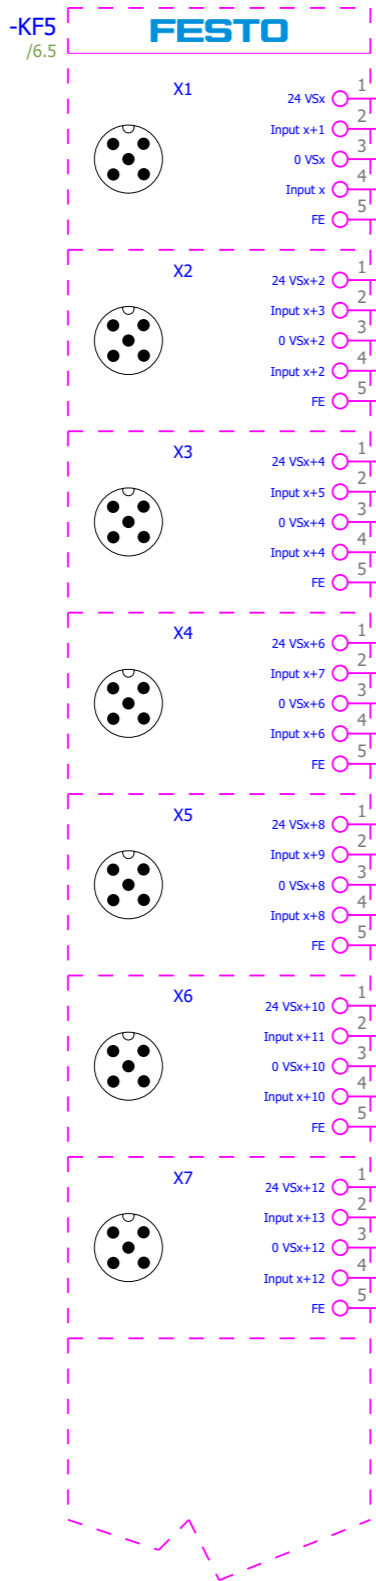 -KF5
FESTO
/6.5
X1
1
24 VSx
2
Input x+1
3
0 VSx
4
Input x
5
FE
X2
1
24 VSx+2
2
Input x+3
3
0 VSx+2
4
Input x+2
5
FE
X3
1
24 VSx+4
2
Input x+5
3
0 VSx+4
4
Input x+4
5
FE
X4
1
24 VSx+6
2
Input x+7
3
0 VSx+6
4
Input x+6
5
FE
X5
1
24 VSx+8
2
Input x+9
3
0 VSx+8
4
Input x+8
5
FE
X6
1
24 VSx+10
2
Input x+11
3
0 VSx+10
4
Input x+10
5
FE
X7
1
24 VSx+12
2
Input x+13
3
0 VSx+12
4
Input x+12
5
FE